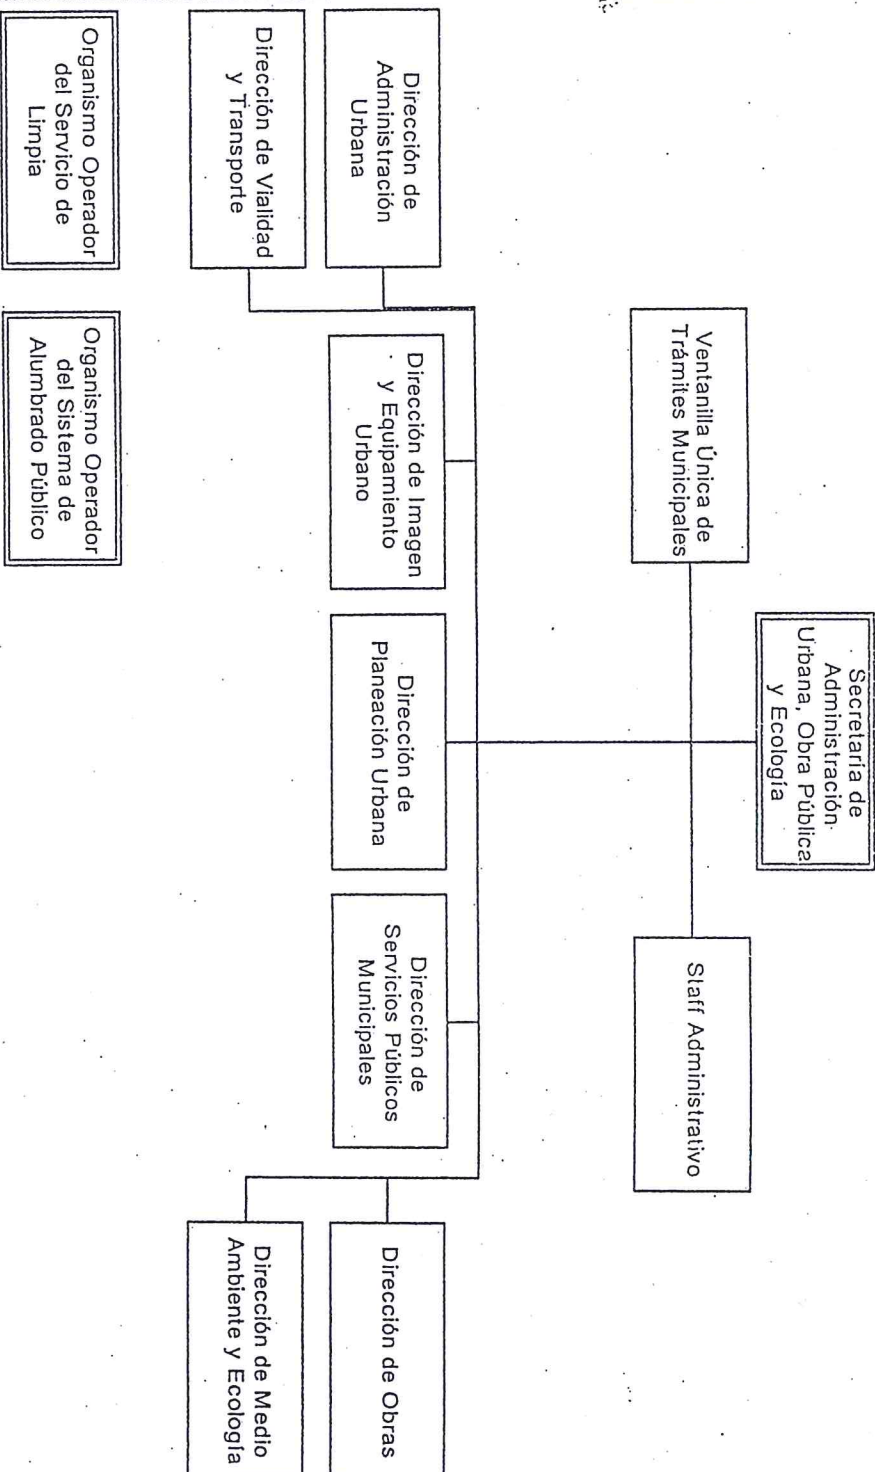 Secretaría de
Administración
Urbana, Obra Pública
y Ecología
Ventanilla Única de
Trámites Municipales
Staff Administrativo
Dirección de
Administración
Urbana
Dirección de Imagen
y Equipamiento
Urbano
Dirección de
Planeación Urbana
Dirección de
Servicios Públicos
Municipales
Dirección de Obras
Dirección de Vialidad
y Transporte
Dirección de Medio
Ambiente y Ecología
Organismo Operador
del Servicio de
Limpia
Organismo Operador
del Sistema de
Alumbrado Público